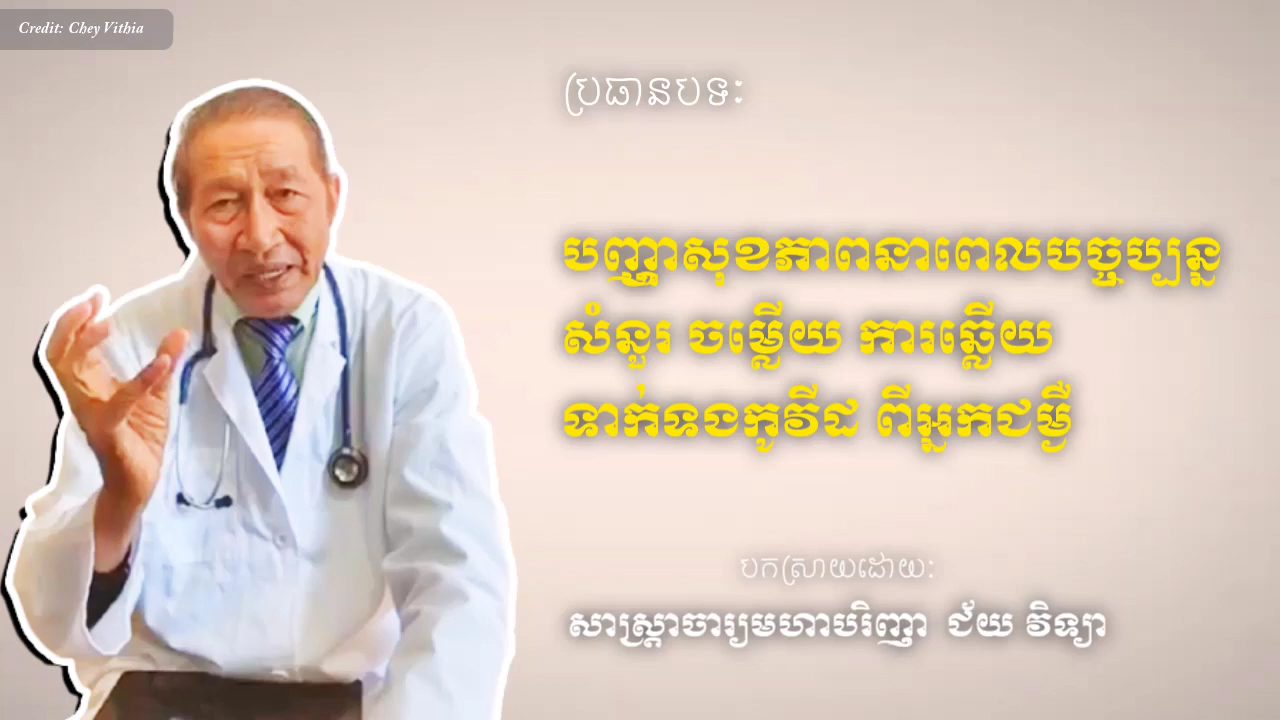 Credit: Chey Vithia
ប្រធានបទ៖
បញ្ហាសុខភាពនាពេលបច្ចុប្បន្ន
សំនួរ ចម្លើយ ការឆ្លើយ
ទាក់ទងកូវីដ ពីអ្នកជម្ងឺ
បកស្រាយដោយ៖
សាស្ត្រាចារ្យមហាបរិញ្ញា ជ័យ វិទ្យា